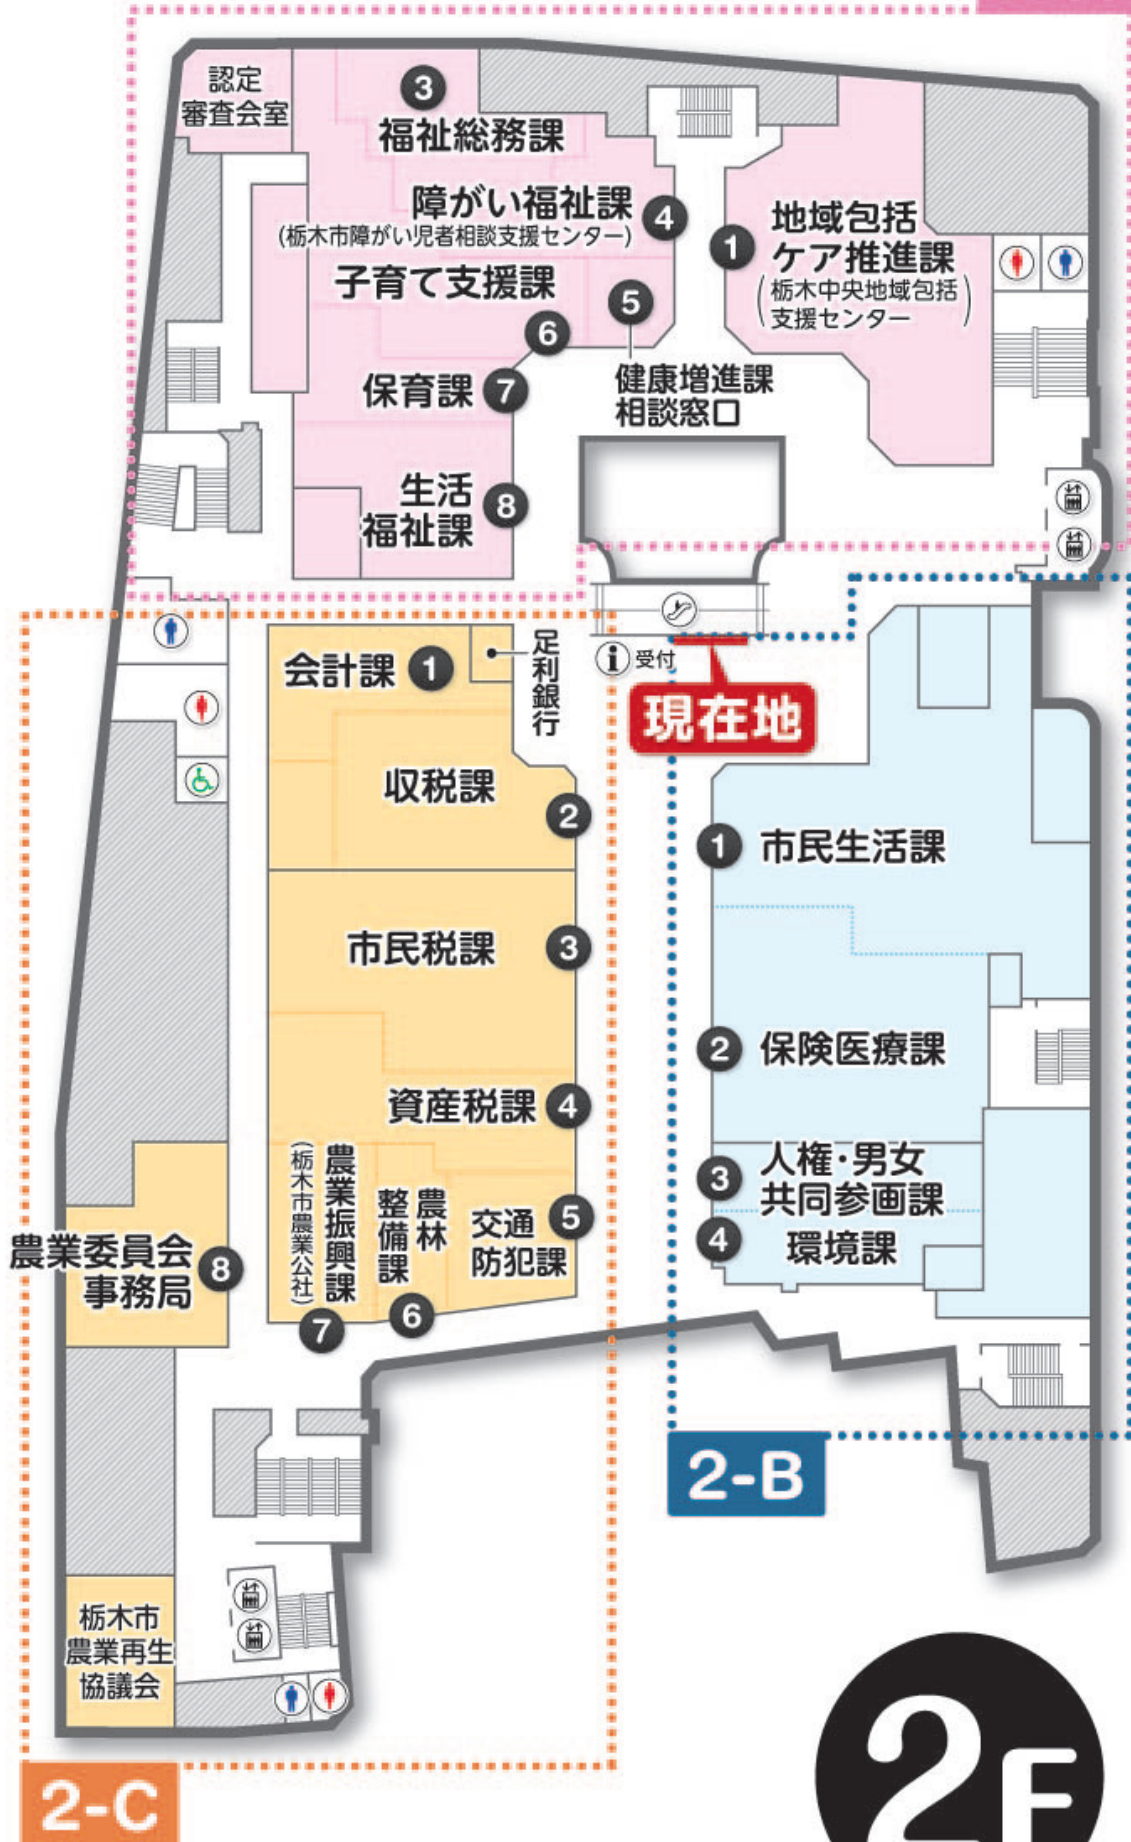 認定
審査会室
3
福祉総務課
障がい福祉課
(栃木市障がい児者相談支援センター)
4
子育て支援課
5
6
健康増進課
相談窓口
保育課
7
生活
福祉課
8
1
地域包括
ケア推進課
(栃木中央地域包括
支援センター)
会計課
1
足利銀行
i 受付
現在地
収税課
2
市民税課
3
資産税課
4
農業振興課
(栃木市農業公社)
7
農林
整備課
6
交通
防犯課
5
農業委員会
事務局
8
栃木市
農業再生
協議会
1
市民生活課
2
保険医療課
3
人権・男女
共同参画課
4
環境課
2-B
2-C
2F